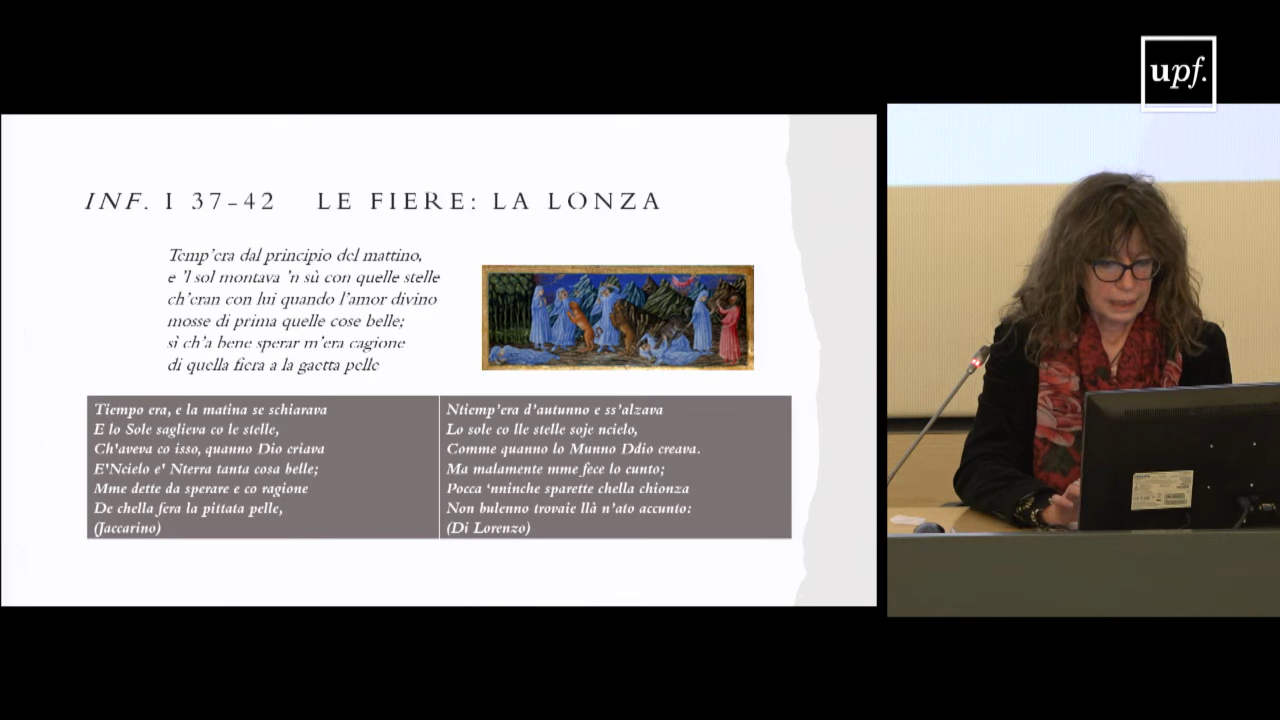 upf.
INF. I 37-42 LE FIERE: LA LONZA
Temp'era dal principio del mattino,
e 'l sol montava 'n sù con quelle stelle
ch'eran con lui quando l'amor divino
mosse di prima quelle cose belle;
sì ch'a bene sperar m'era cagione
di quella fiera a la gaetta pelle
Tiempo era, e la matina se schiarava
E lo Sole saglieva co le stelle,
Ch'aveva co isso, quanno Dio criava
E'Ncielo e' Nterra tanta cosa belle;
Mme dette da sperare e co ragione
De chella fera la pittata pelle,
(Jaccarino)
Ntiemp'era d'autunno e ss'alzava
Lo sole co lle stelle soje ncielo,
Comme quanno lo Munno Ddio creava.
Ma malamente mme fece lo cunto;
Pocca 'nninche sparette chella chionza
Non bulenno trovaie llà n'ato accunto:
(Di Lorenzo)